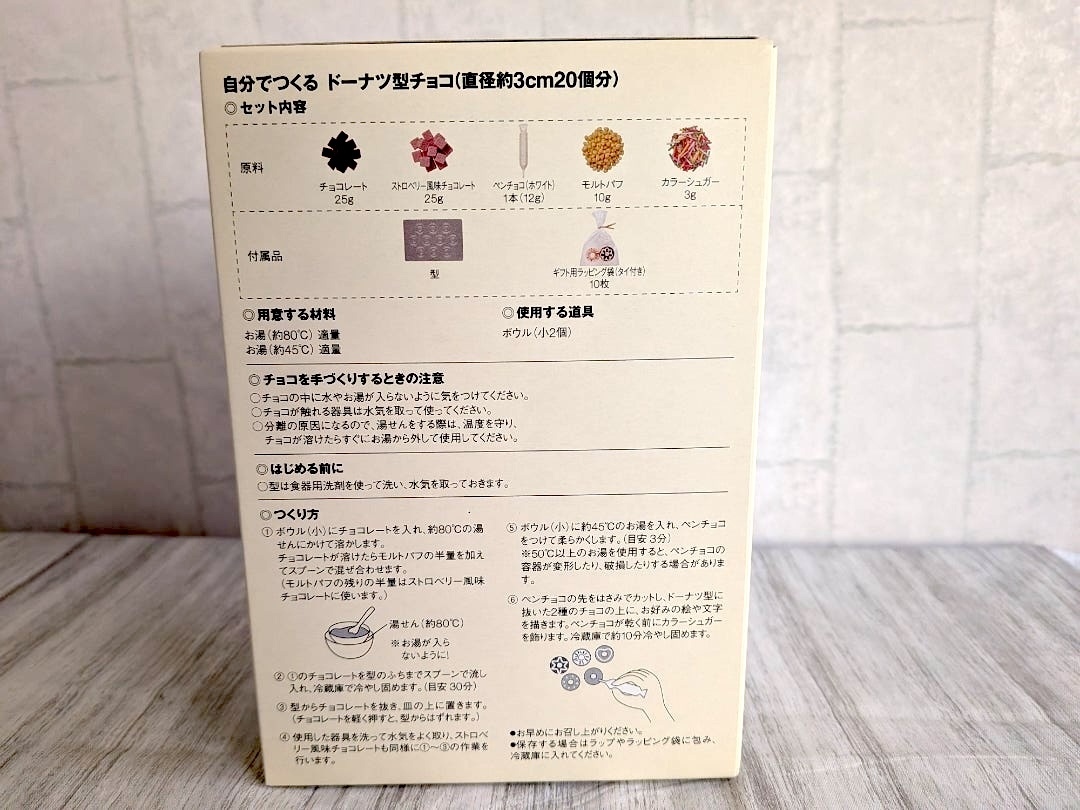 自分でつくる ドーナツ型チョコ(直径約3cm20個分)
◎セット内容
原料
チョコレート
25g
ストロベリー風味チョコレート
25g
ペンチョコ(ホワイト)
1本(12g)
モルトパフ
10g
カラーシュガー
3g
付属品
型
ギフト用ラッピング袋(タイ付き)
10枚
◎用意する材料
お湯(約80℃) 適量
お湯(約45℃) 適量
◎使用する道具
ボウル(小2個)
◎チョコを手づくりするときの注意
○チョコの中に水やお湯が入らないように気をつけてください。
○チョコが触れる器具は水気を取って使ってください。
○分離の原因になるので、湯せんをする際は、温度を守り、
チョコが溶けたらすぐにお湯から外して使用してください。
◎はじめる前に
○型は食器用洗剤を使って洗い、水気を取っておきます。
◎つくり方
① ボウル(小)にチョコレートを入れ、約80℃の湯
せんにかけて溶かします。
チョコレートが溶けたらモルトパフの半量を加え
てスプーンで混ぜ合わせます。
(モルトパフの残りの半量はストロベリー風味
チョコレートに使います。)
湯せん(約80℃)
※お湯が入ら
ないように!
② ①のチョコレートを型のふちまでスプーンで流し
入れ、冷蔵庫で冷やし固めます。(目安 30分)
③ 型からチョコレートを抜き、皿の上に置きます。
(チョコレートを軽く押すと、型からはずれます。)
④ 使用した器具を洗って水気をよく取り、ストロベ
リー風味チョコレートも同様に①~③の作業を
行います。
⑤ ボウル(小)に約45℃のお湯を入れ、ペンチョコ
をつけて柔らかくします。(目安 3分)
※50℃以上のお湯を使用すると、ペンチョコの
容器が変形したり、破損したりする場合がありま
す。
⑥ ペンチョコの先をはさみでカットし、ドーナツ型に
抜いた2種のチョコの上に、お好みの絵や文字
を描きます。ペンチョコが乾く前にカラーシュガー
を飾ります。冷蔵庫で約10分冷やし固めます。
●お早めにお召し上がりください。
●保存する場合はラップやラッピング袋に包み、
冷蔵庫に入れてください。